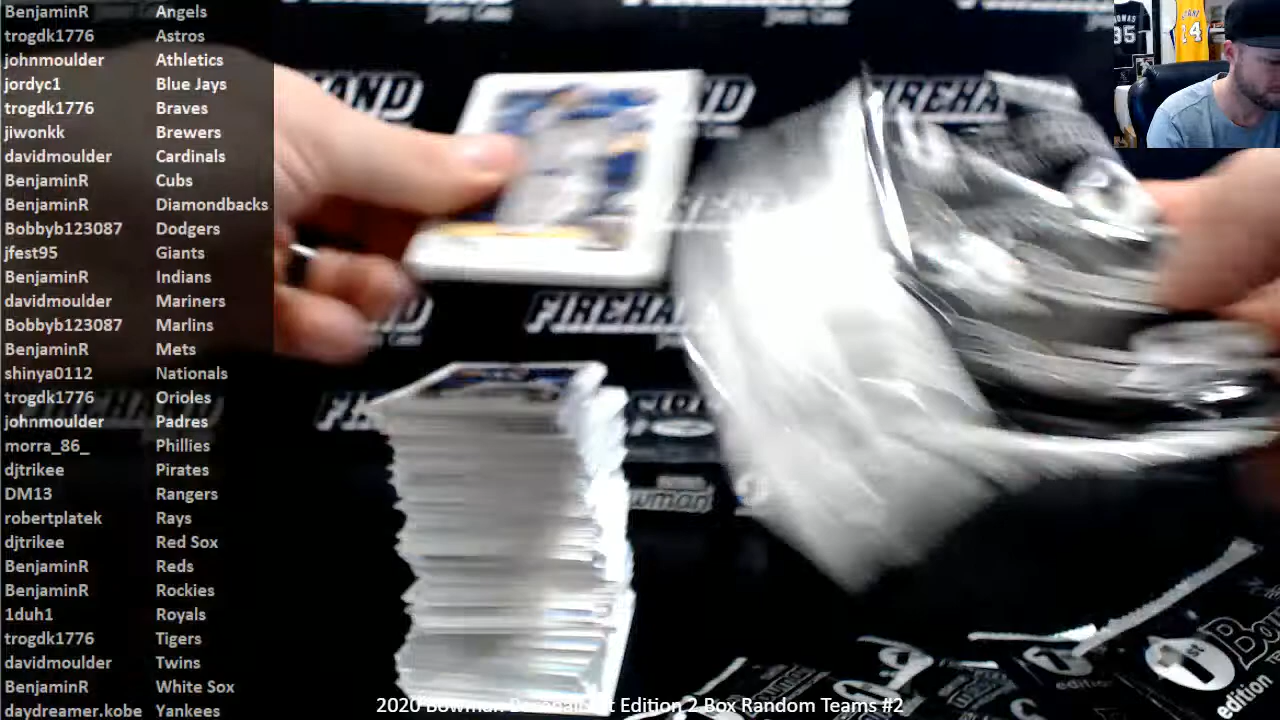 BenjaminR Angels
trogdk1776 Astros
johnmoulder Athletics
jordyc1 Blue Jays
trogdk1776 Braves
jiwonkk Brewers
davidmoulder Cardinals
BenjaminR Cubs
BenjaminR Diamondbacks
Bobbyb123087 Dodgers
jfest95 Giants
BenjaminR Indians
davidmoulder Mariners
Bobbyb123087 Marlins
BenjaminR Mets
shinya0112 Nationals
trogdk1776 Orioles
johnmoulder Padres
morra_86_ Phillies
djtrikee Pirates
DM13 Rangers
robertplatek Rays
djtrikee Red Sox
BenjaminR Reds
BenjaminR Rockies
1duh1 Royals
trogdk1776 Tigers
davidmoulder Twins
BenjaminR White Sox
daydreamer.kobe Yankees
FIREHA
1st
edition
2020 Bowman Edition 2 Box Random Teams #2